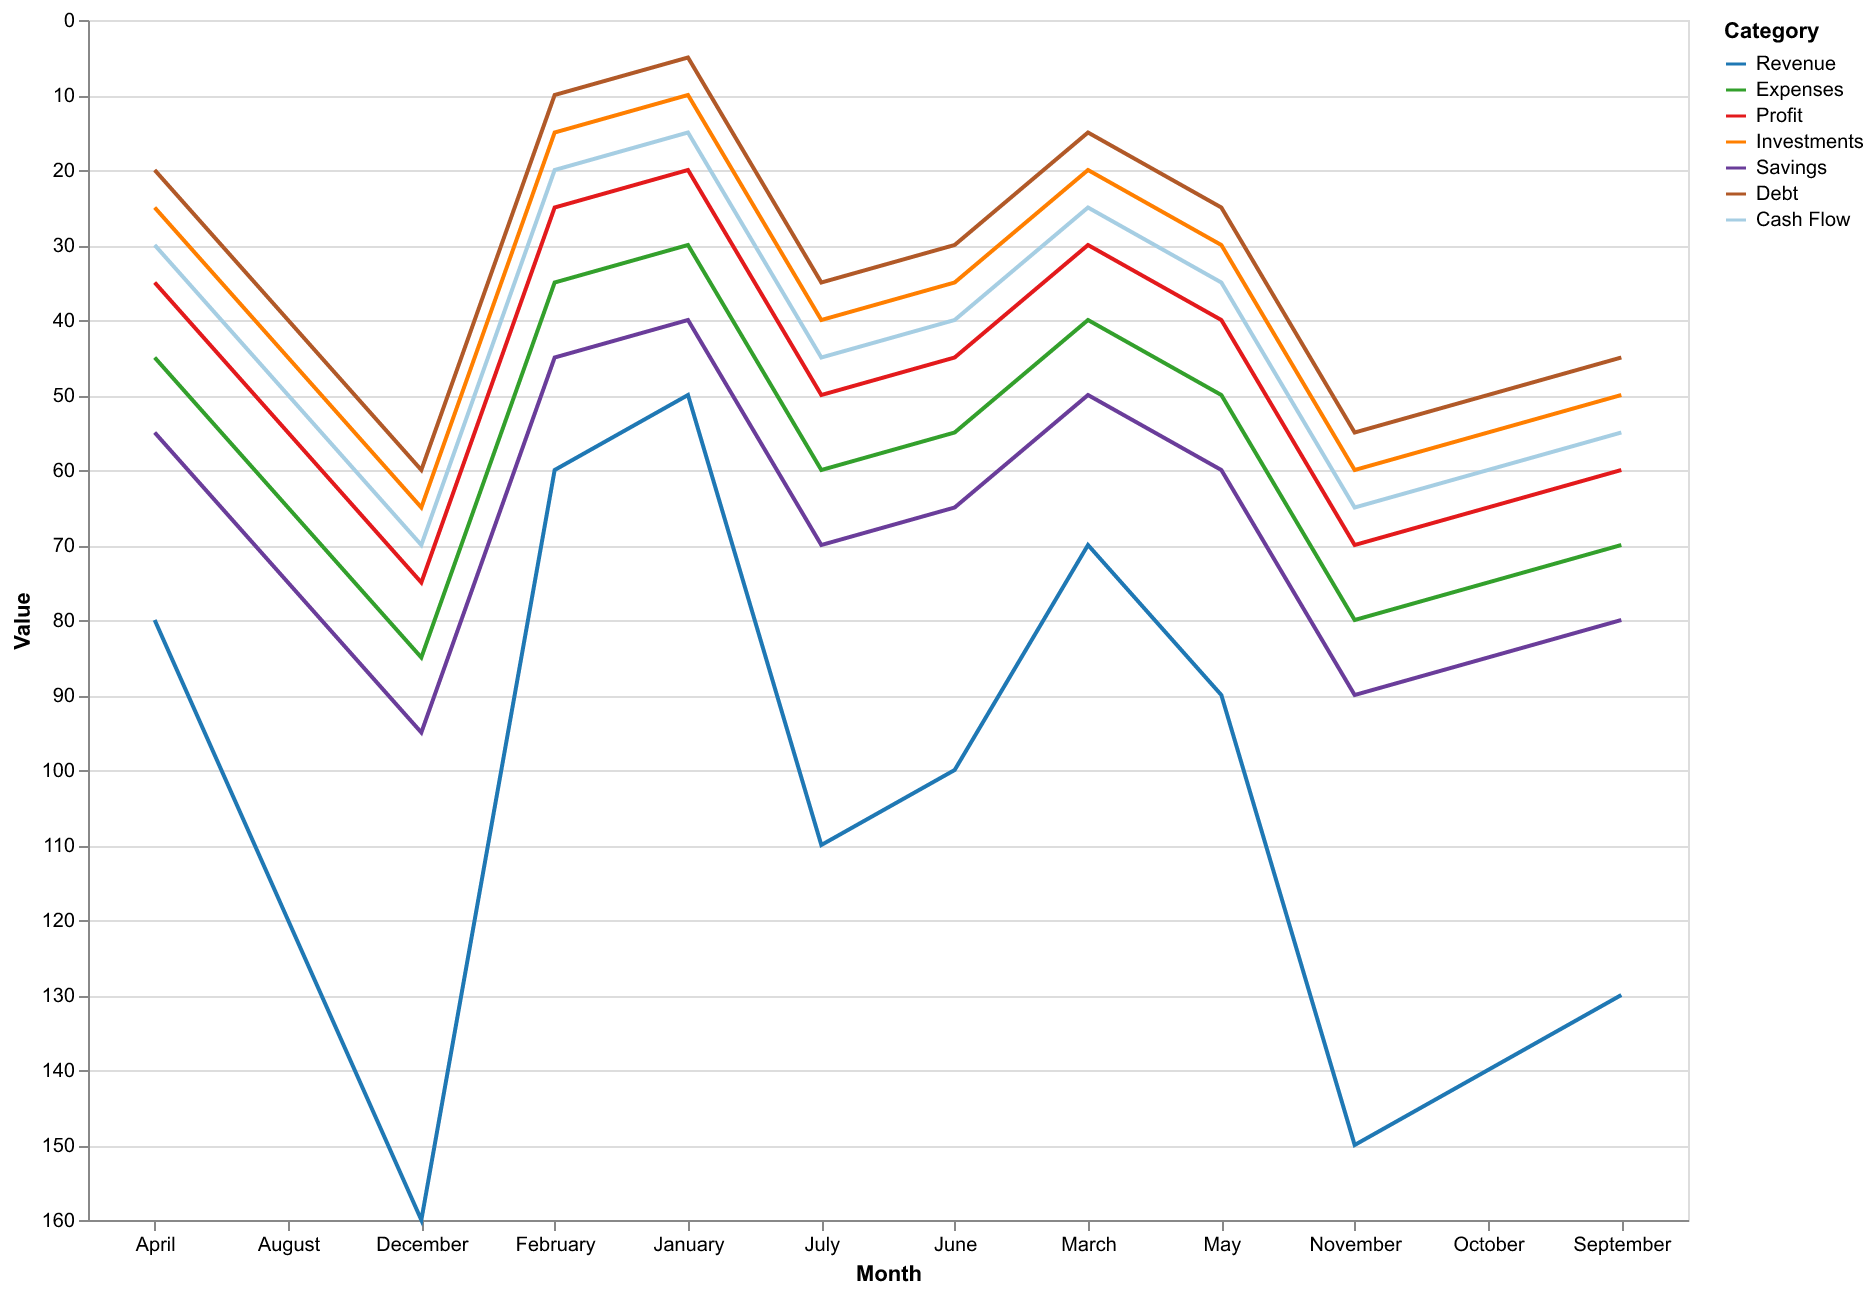 0
10
20
30
40
50
60
70
80
90
100
110
120
130
140
150
160
Value
April August December February January July June March May November October September
Month
Category
Revenue
Expenses
Profit
Investments
Savings
Debt
Cash Flow